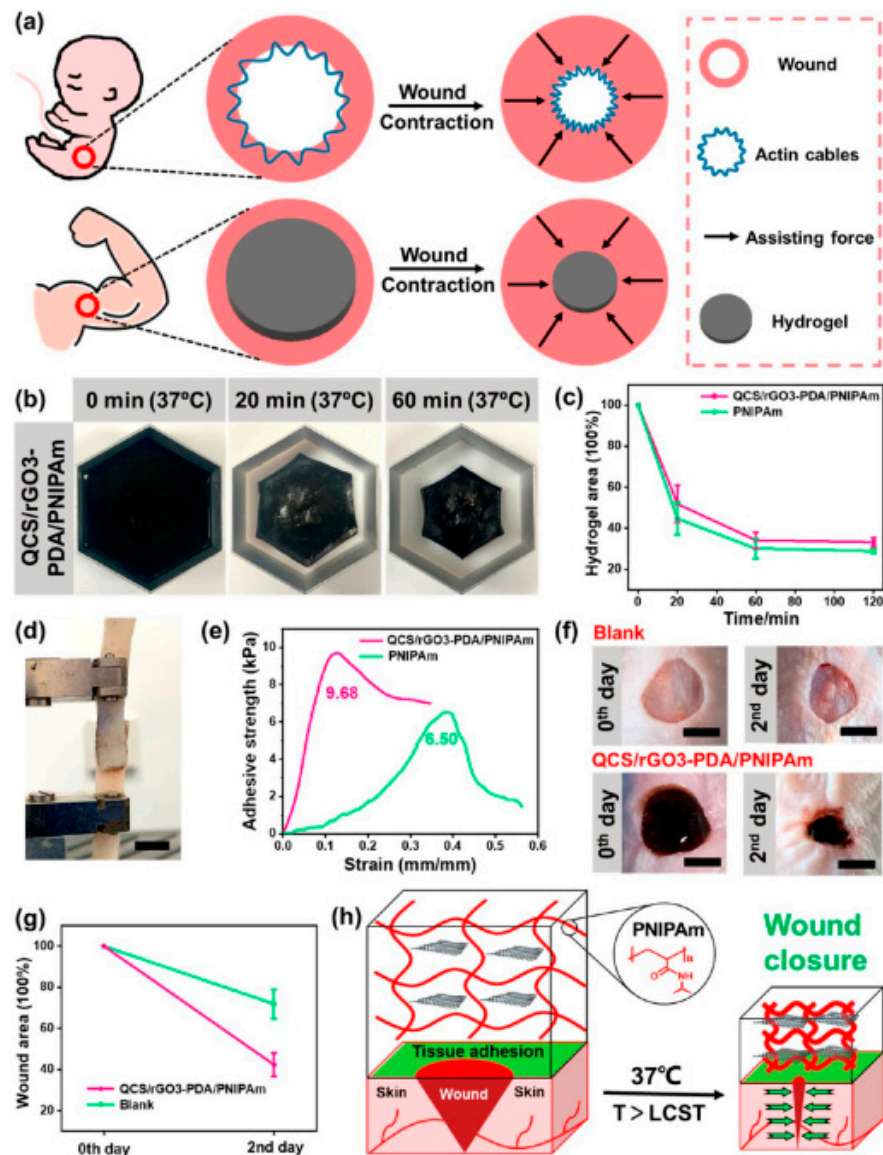 (a)
Wound
Contraction
Wound
Contraction
Wound
Actin cables
Assisting force
Hydrogel
(b)
0 min (37°C)
20 min (37°C)
60 min (37°C)
QCS/rGO3-
PDA/PNIPAm
(c)
QCS/rGO3-PDA/PNIPAm
PNIPAm
Hydrogel area (100%)
100
80
60
40
20
0
20
40
60
80
100
120
Time/min
(d)
(e)
QCS/rGO3-PDA/PNIPAm
PNIPAm
Adhesive strength (kPa)
10
8
6
4
2
0
9.68
6.50
0.0
0.1
0.2
0.3
0.4
0.5
0.6
Strain (mm/mm)
(f)
Blank
0th day
2nd day
QCS/rGO3-PDA/PNIPAm
0th day
2nd day
(g)
Wound area (100%)
100
80
60
40
QCS/rGO3-PDA/PNIPAm
Blank
0th day
2nd day
(h)
PNIPAm
n
O
NH
Tissue adhesion
Skin
Wound
Skin
37℃
T > LCST
Wound
closure